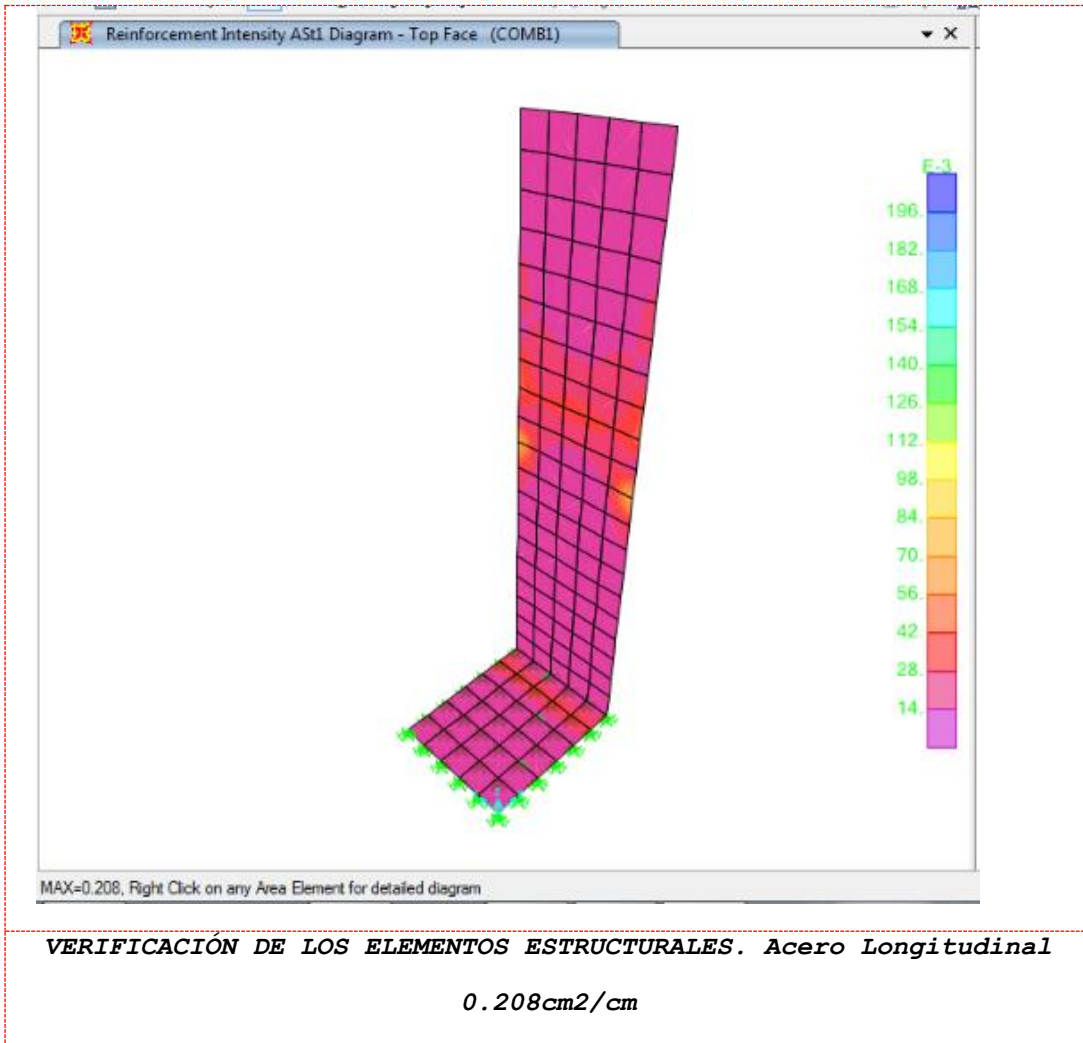 Reinforcement Intensity ASt1 Diagram - Top Face (COMB1)
E-3
196.
182.
168.
154.
140.
126.
112.
98.
84.
70.
56.
42.
28.
14.
MAX=0.208, Right Click on any Area Element for detailed diagram
VERIFICACIÓN DE LOS ELEMENTOS ESTRUCTURALES. Acero Longitudinal
0.208cm2/cm